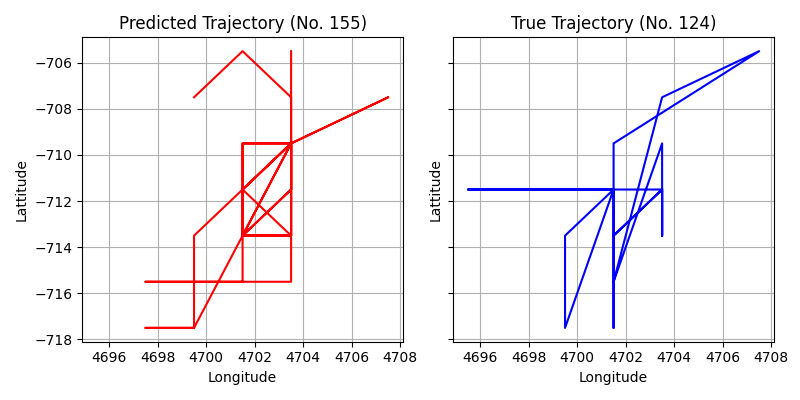 Predicted Trajectory (No. 155)
True Trajectory (No. 124)
Lattitude
−706
−708
−710
−712
−714
−716
−718
4696 4698 4700 4702 4704 4706 4708
Longitude
Lattitude
4696 4698 4700 4702 4704 4706 4708
Longitude